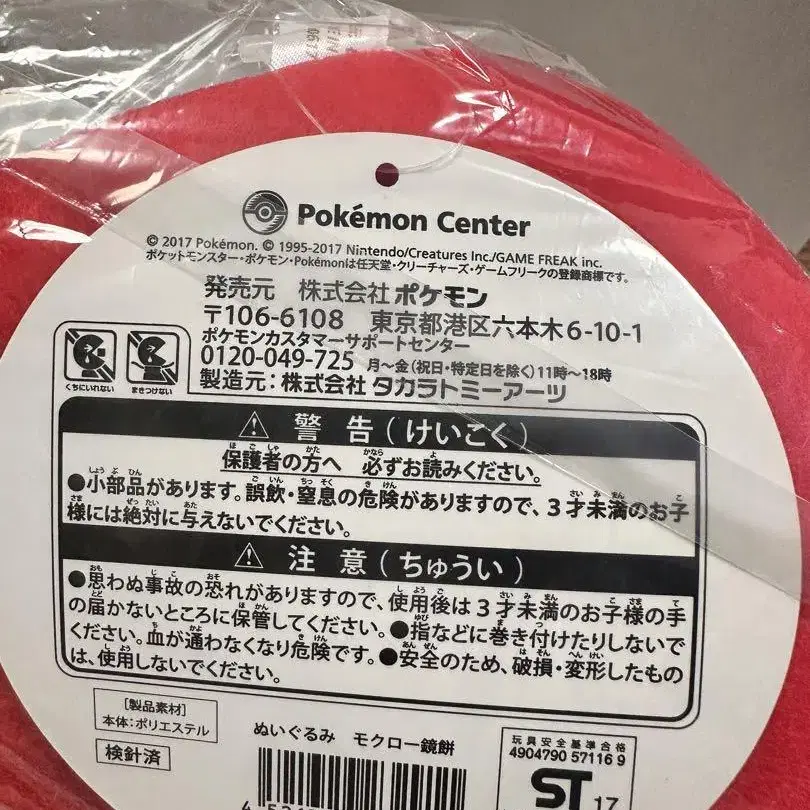 Pokémon Center
© 2017 Pokémon. © 1995-2017 Nintendo/Creatures Inc./GAME FREAK inc.
ポケットモンスター・ポケモン・Pokémonは任天堂・クリーチャーズ・ゲームフリークの登録商標です。
発売元 株式会社 ポケモン
〒106-6108 東京都港区六本木6-10-1
ポケモンカスタマーサポートセンター
0120-049-725 月〜金(祝日・特定日を除く)11時〜18時
製造元:株式会社 タカラトミーアーツ
くちにいれない
まきつけない
警告(けいこく)
保護者の方へ 必ずお読みください。
●小部品があります。誤飲・窒息の危険がありますので、3才未満のお子
様には絶対に与えないでください。
注意(ちゅうい)
●思わぬ事故の恐れがありますので、使用後は3才未満のお子様の手
の届かないところに保管してください。●指などに巻き付けたりしないで
ください。血が通わなくなり危険です。●安全のため、破損・変形したもの
は、使用しないでください。
[製品素材]
本体:ポリエステル
検針済
ぬいぐるみ モクロー鏡餅
玩具安全基準合格
4904790 57116 9
ST 17